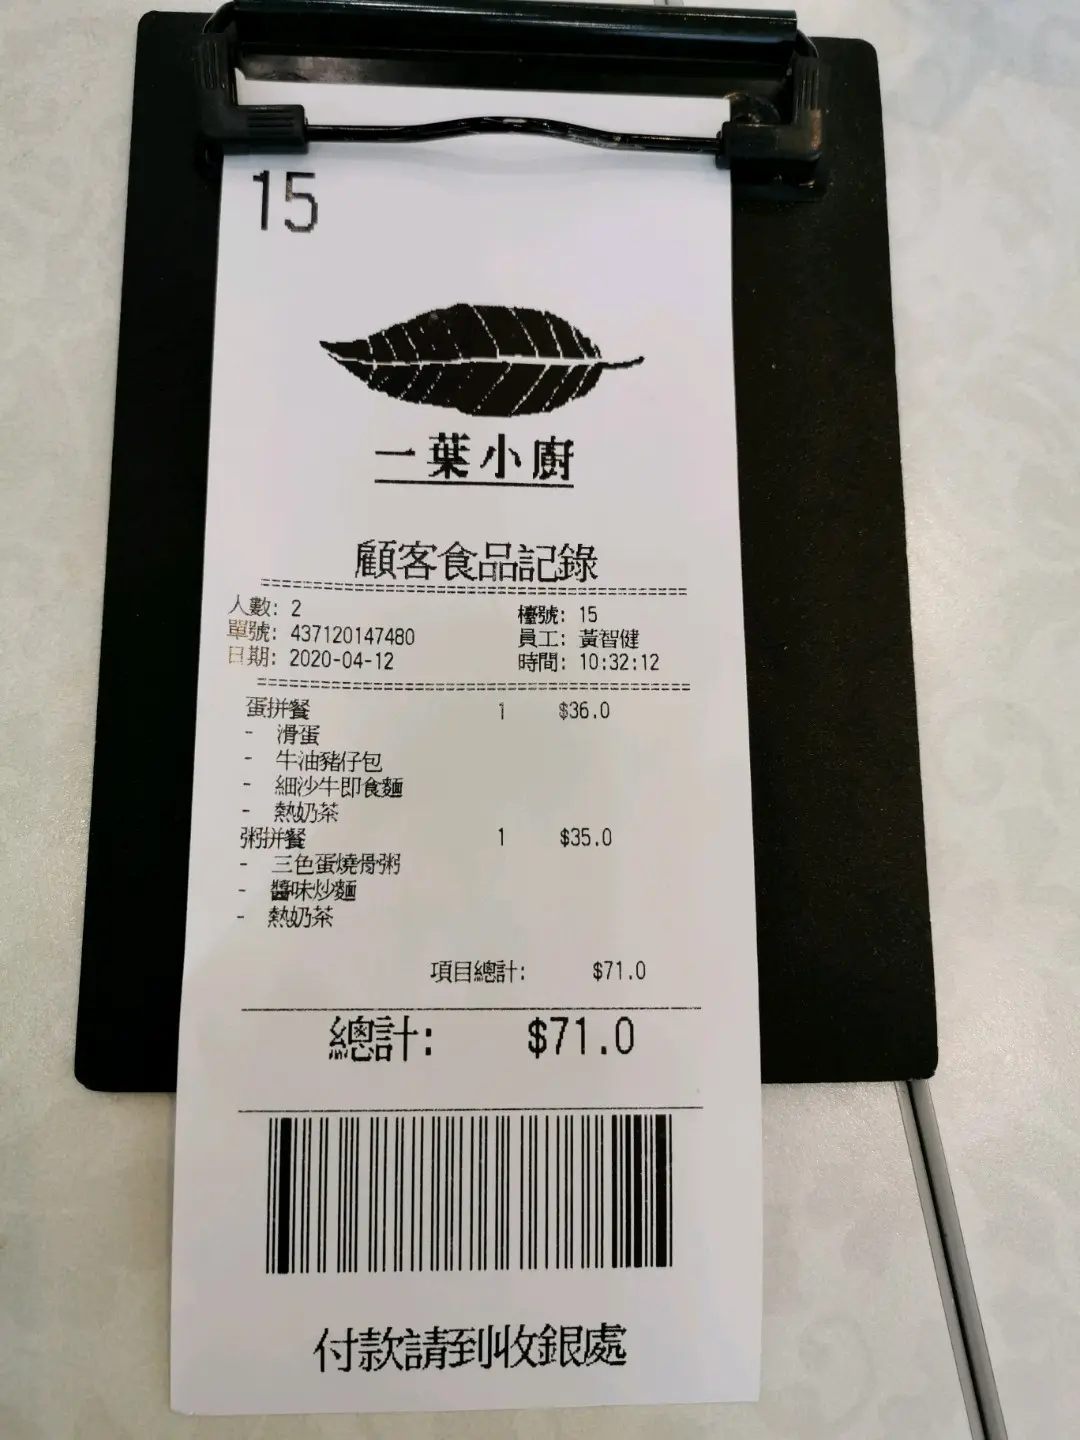 15
一葉小廚
顧客食品記錄
人數: 2
檯號: 15
單號: 437120147480
員工: 黃智健
日期: 2020-04-12
時間: 10:32:12
蛋拼餐 1 $36.0
- 滑蛋
- 牛油豬仔包
- 細沙牛即食麵
- 熱奶茶
粥拼餐 1 $35.0
- 三色蛋燒骨粥
- 醬味炒麵
- 熱奶茶
項目總計: $71.0
總計: $71.0
付款請到收銀處